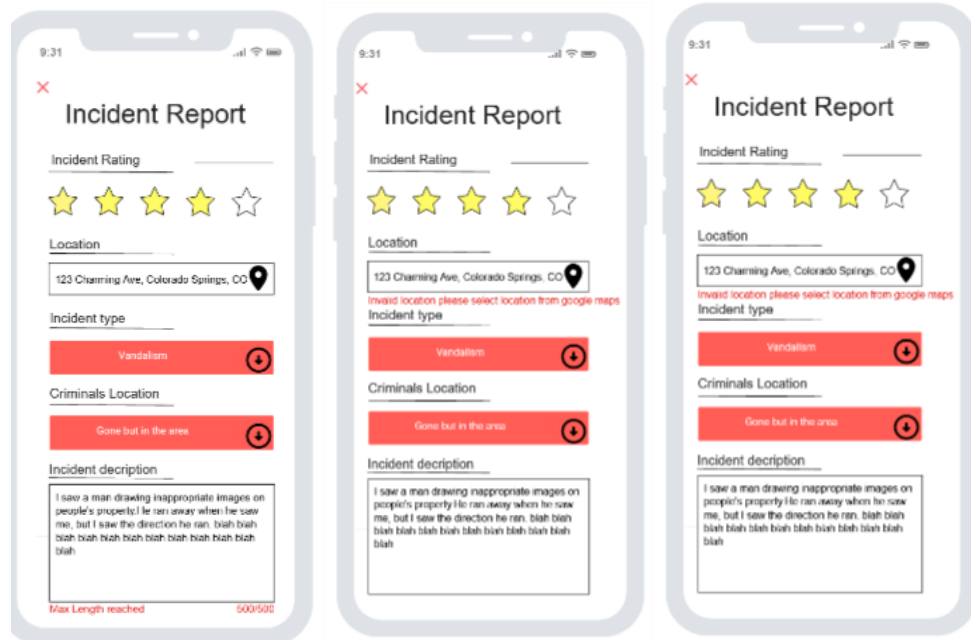 9:31
×
Incident Report
Incident Rating
Location
123 Charming Ave, Colorado Springs, CO
Incident type
Vandalism
Criminals Location
Gone but in the area
Incident decription
I saw a man drawing inappropriate images on
people's property.He ran away when he saw
me, but I saw the direction he ran. blah blah
blah blah blah blah blah blah blah blah blah
blah
Max Length reached 500/500
9:31
×
Incident Report
Incident Rating
Location
123 Charming Ave, Colorado Springs, CO
Invalid location please select location from google maps
Incident type
Vandalism
Criminals Location
Gone but in the area
Incident decription
I saw a man drawing inappropriate images on
people's property.He ran away when he saw
me, but I saw the direction he ran. blah blah
blah blah blah blah blah blah blah blah blah
blah
9:31
×
Incident Report
Incident Rating
Location
123 Charming Ave, Colorado Springs, CO
Invalid location please select location from google maps
Incident type
Vandalism
Criminals Location
Gone but in the area
Incident decription
I saw a man drawing inappropriate images on
people's property.He ran away when he saw
me, but I saw the direction he ran. blah blah
blah blah blah blah blah blah blah blah blah
blah